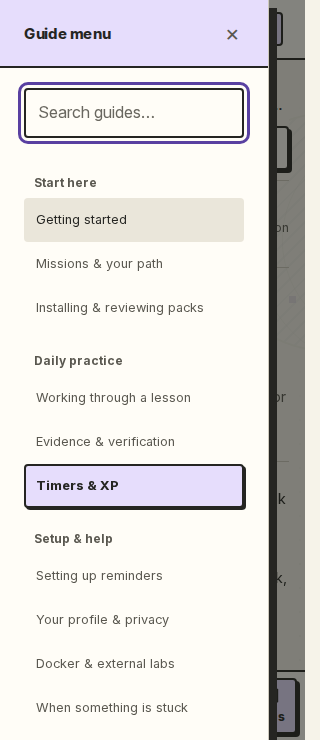 Guide menu
Search guides...
Start here
Getting started
Missions & your path
Installing & reviewing packs
Daily practice
Working through a lesson
Evidence & verification
Timers & XP
Setup & help
Setting up reminders
Your profile & privacy
Docker & external labs
When something is stuck